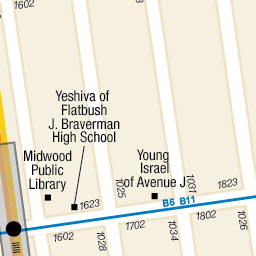 1602
Yeshiva of
Flatbush
J. Braverman
High School
Midwood
Public
Library
Young
Israel
of Avenue J
1623
1025
1031
1823
B6 B11
1602
1028
1702
1034
1802
1026